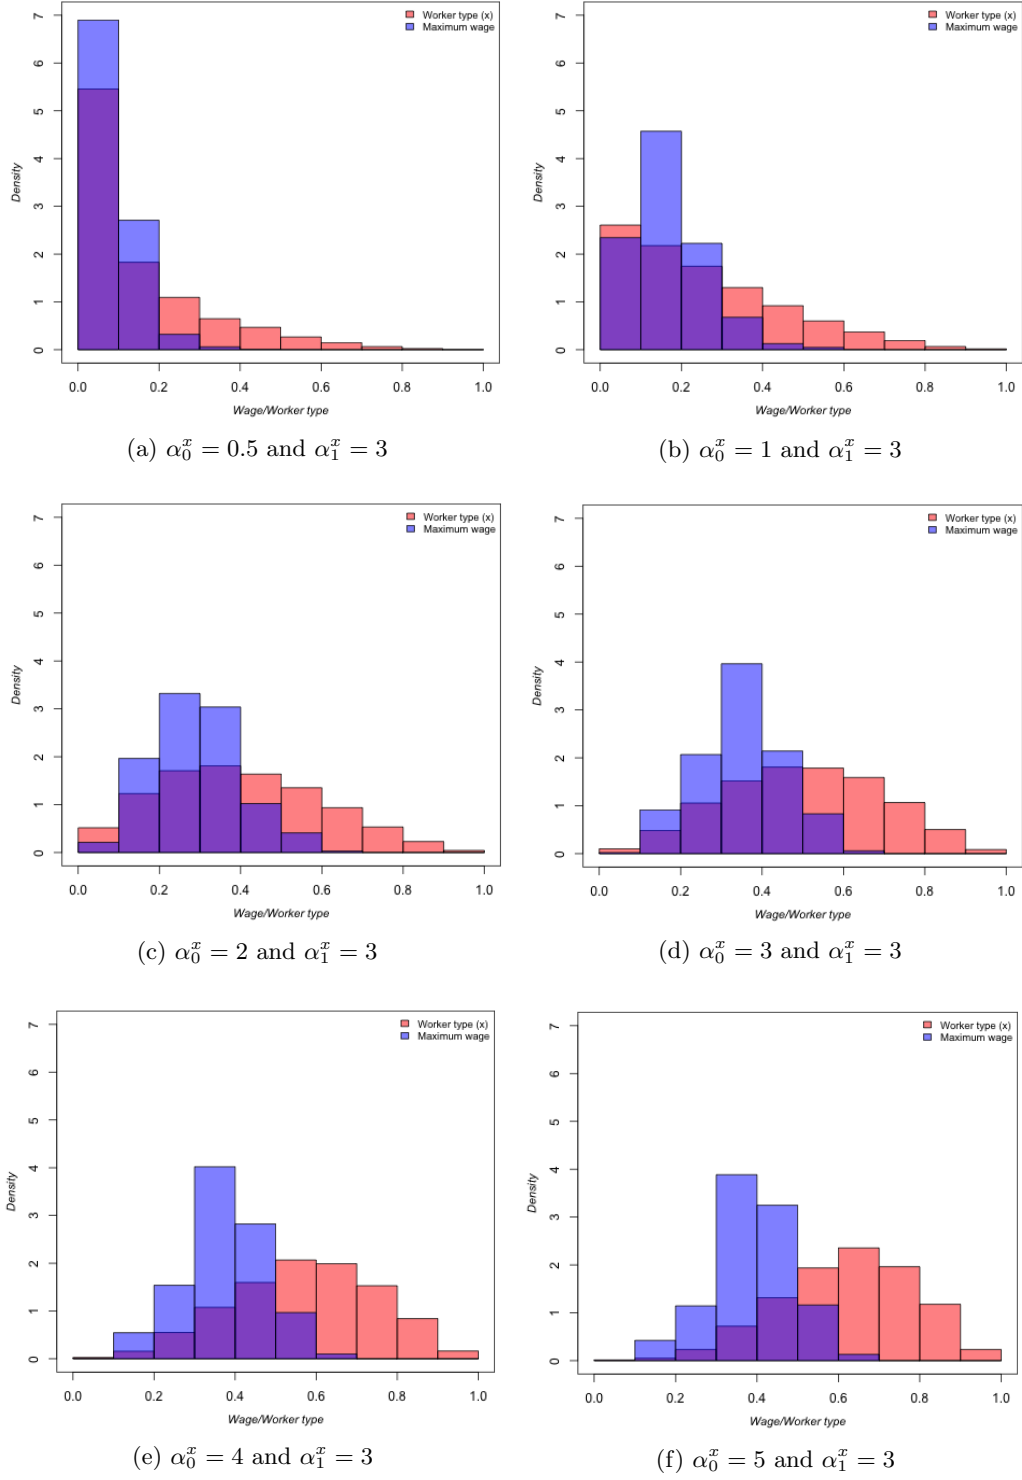 Worker type (x)
Maximum wage
7
6
5
4
3
2
1
0
Density
0.0 0.2 0.4 0.6 0.8 1.0
Wage/Worker type
(a) α₀ˣ = 0.5 and α₁ˣ = 3
Worker type (x)
Maximum wage
7
6
5
4
3
2
1
0
Density
0.0 0.2 0.4 0.6 0.8 1.0
Wage/Worker type
(b) α₀ˣ = 1 and α₁ˣ = 3
Worker type (x)
Maximum wage
7
6
5
4
3
2
1
0
Density
0.0 0.2 0.4 0.6 0.8 1.0
Wage/Worker type
(c) α₀ˣ = 2 and α₁ˣ = 3
Worker type (x)
Maximum wage
7
6
5
4
3
2
1
0
Density
0.0 0.2 0.4 0.6 0.8 1.0
Wage/Worker type
(d) α₀ˣ = 3 and α₁ˣ = 3
Worker type (x)
Maximum wage
7
6
5
4
3
2
1
0
Density
0.0 0.2 0.4 0.6 0.8 1.0
Wage/Worker type
(e) α₀ˣ = 4 and α₁ˣ = 3
Worker type (x)
Maximum wage
7
6
5
4
3
2
1
0
Density
0.0 0.2 0.4 0.6 0.8 1.0
Wage/Worker type
(f) α₀ˣ = 5 and α₁ˣ = 3